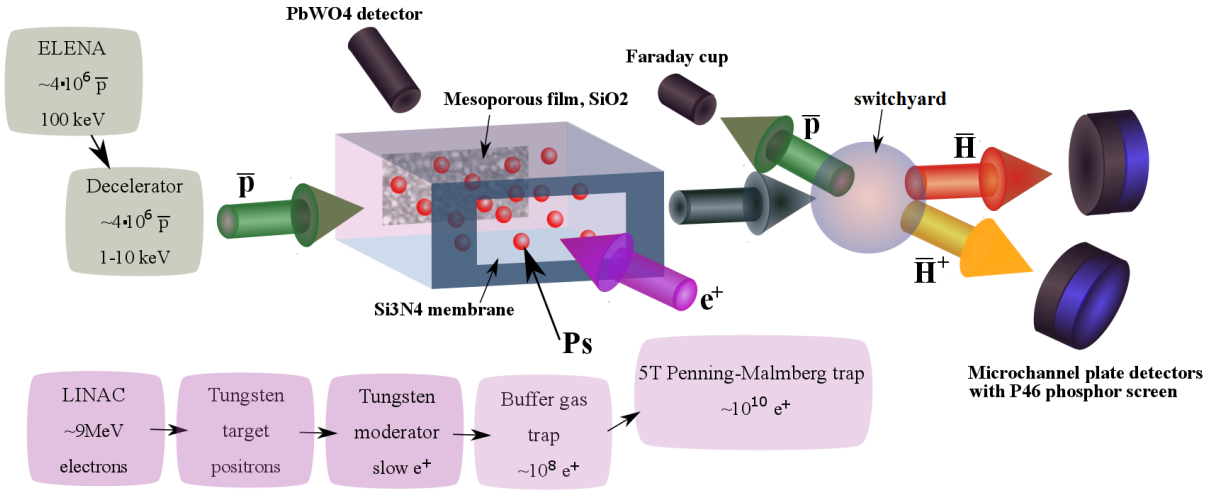 PbWO4 detector
ELENA
~4·10⁶ p̅
100 keV
Decelerator
~4·10⁶ p̅
1-10 keV
p̅
Mesoporous film, SiO2
Si3N4 membrane
Ps
e⁺
Faraday cup
p̅
switchyard
H̅
H̅⁺
Microchannel plate detectors
with P46 phosphor screen
LINAC
~9MeV
electrons
Tungsten
target
positrons
Tungsten
moderator
slow e⁺
Buffer gas
trap
~10⁸ e⁺
5T Penning-Malmberg trap
~10¹⁰ e⁺